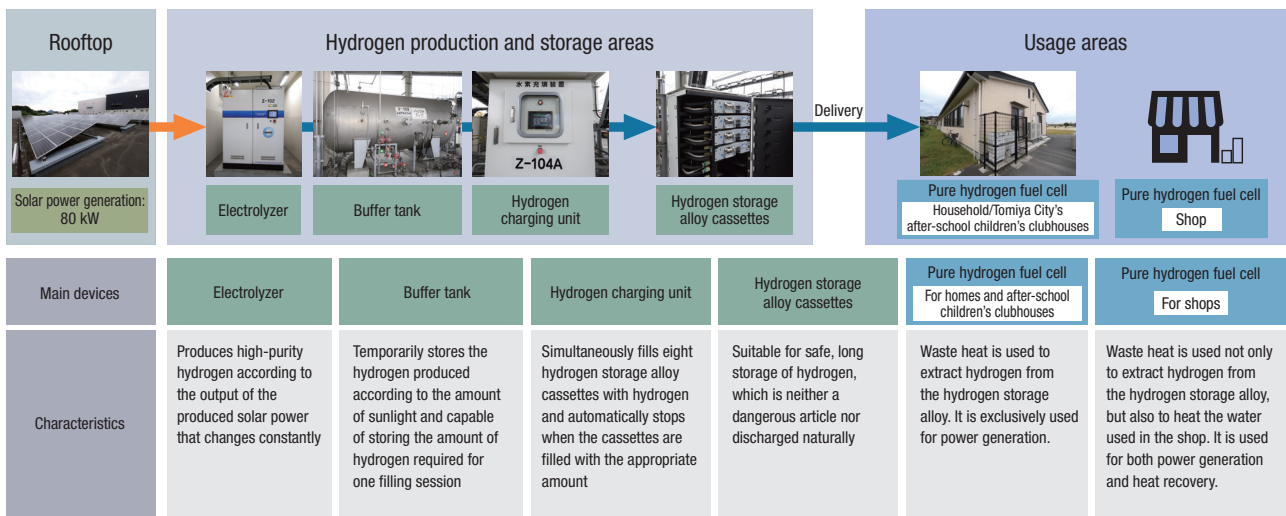 Rooftop
Hydrogen production and storage areas
Usage areas
Z-102
水素充填装置
Z-104A
Delivery
Solar power generation:
80 kW
Electrolyzer
Buffer tank
Hydrogen
charging unit
Hydrogen storage
alloy cassettes
Pure hydrogen fuel cell
Household/Tomiya City's
after-school children's clubhouses
Pure hydrogen fuel cell
Shop
Main devices
Electrolyzer
Buffer tank
Hydrogen charging unit
Hydrogen storage
alloy cassettes
Pure hydrogen fuel cell
For homes and after-school
children's clubhouses
Pure hydrogen fuel cell
For shops
Characteristics
Produces high-purity
hydrogen according to
the output of the
produced solar power
that changes constantly
Temporarily stores the
hydrogen produced
according to the amount
of sunlight and capable
of storing the amount of
hydrogen required for
one filling session
Simultaneously fills eight
hydrogen storage alloy
cassettes with hydrogen
and automatically stops
when the cassettes are
filled with the appropriate
amount
Suitable for safe, long
storage of hydrogen,
which is neither a
dangerous article nor
discharged naturally
Waste heat is used to
extract hydrogen from
the hydrogen storage
alloy. It is exclusively used
for power generation.
Waste heat is used not only
to extract hydrogen from
the hydrogen storage alloy,
but also to heat the water
used in the shop. It is used
for both power generation
and heat recovery.